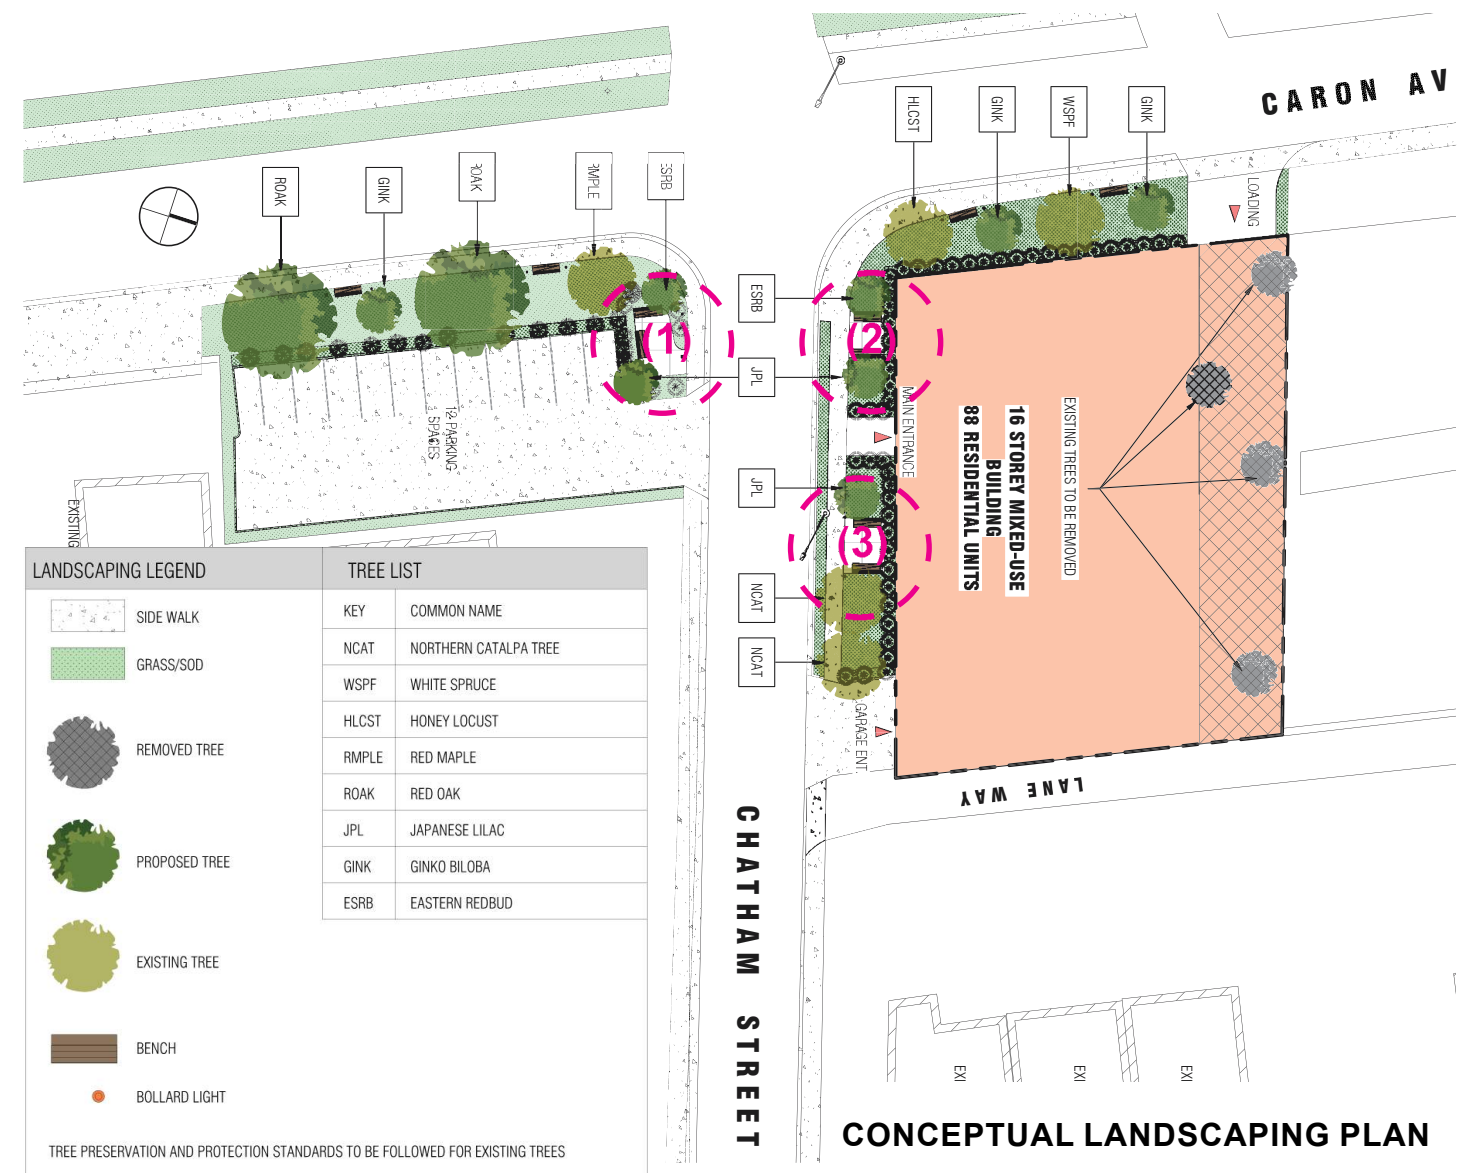 CARON AV
HLCST
GINK
WSPF
GINK
ROAK
GINK
ROAK
RMPLE
ESRB
LOADING
ESRB
JPL
JPL
NCAT
NCAT
(1)
(2)
(3)
MAIN ENTRANCE
12 PARKING
SPACES
16 STOREY MIXED-USE
BUILDING
88 RESIDENTIAL UNITS
EXISTING TREES TO BE REMOVED
GARAGE ENT
LANE WAY
CHATHAM STREET
EXISTING
EXI
EXI
EXI
LANDSCAPING LEGEND
SIDE WALK
GRASS/SOD
REMOVED TREE
PROPOSED TREE
EXISTING TREE
BENCH
BOLLARD LIGHT
TREE LIST
KEY COMMON NAME
NCAT NORTHERN CATALPA TREE
WSPF WHITE SPRUCE
HLCST HONEY LOCUST
RMPLE RED MAPLE
ROAK RED OAK
JPL JAPANESE LILAC
GINK GINKO BILOBA
ESRB EASTERN REDBUD
TREE PRESERVATION AND PROTECTION STANDARDS TO BE FOLLOWED FOR EXISTING TREES
CONCEPTUAL LANDSCAPING PLAN